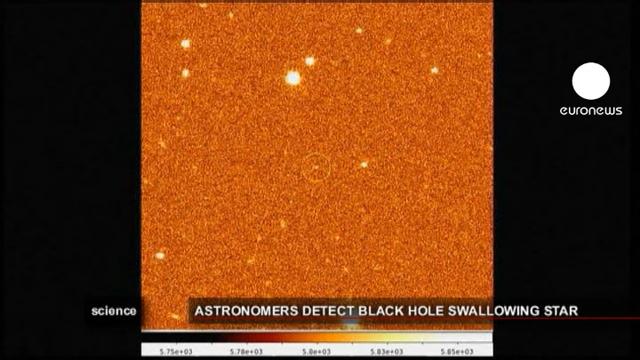 euronews
science
ASTRONOMERS DETECT BLACK HOLE SWALLOWING STAR
5.75e+03 5.78e+03 5.8e+03 5.83e+03 5.85e+03